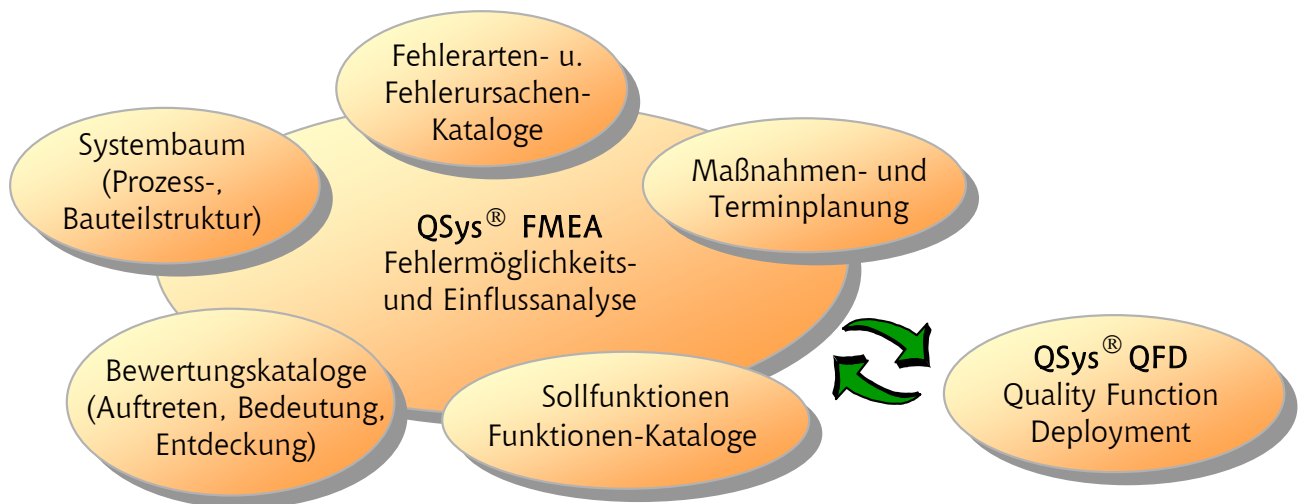 Fehlerarten- u.
Fehlerursachen-
Kataloge
Systembaum
(Prozess-,
Bauteilstruktur)
Maßnahmen- und
Terminplanung
QSys® FMEA
Fehlermöglichkeits-
und Einflussanalyse
Bewertungskataloge
(Auftreten, Bedeutung,
Entdeckung)
Sollfunktionen
Funktionen-Kataloge
QSys® QFD
Quality Function
Deployment